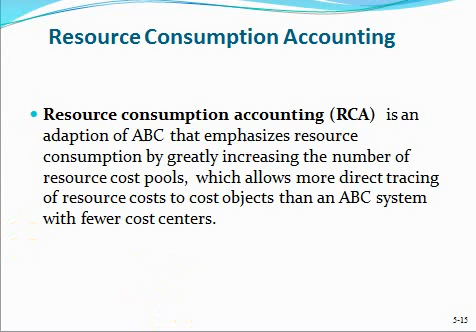 Resource Consumption Accounting
• Resource consumption accounting (RCA) is an
adaption of ABC that emphasizes resource
consumption by greatly increasing the number of
resource cost pools, which allows more direct tracing
of resource costs to cost objects than an ABC system
with fewer cost centers.
5-15